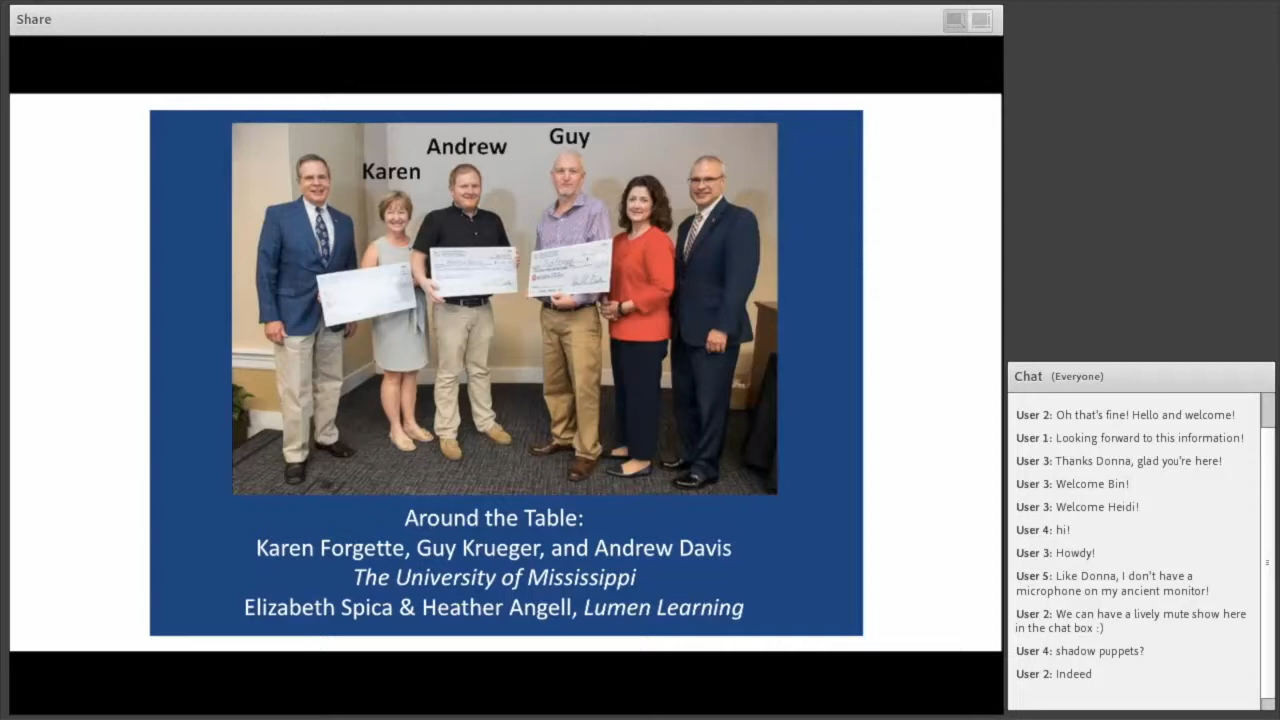 Share
Karen
Andrew
Guy
Around the Table:
Karen Forgette, Guy Krueger, and Andrew Davis
The University of Mississippi
Elizabeth Spica & Heather Angell, Lumen Learning
Chat (Everyone)
User 2: Oh that's fine! Hello and welcome!
User 1: Looking forward to this information!
User 3: Thanks Donna, glad you're here!
User 3: Welcome Bin!
User 3: Welcome Heidi!
User 4: hi!
User 3: Howdy!
User 5: Like Donna, I don't have a
microphone on my ancient monitor!
User 2: We can have a lively mute show here
in the chat box :)
User 4: shadow puppets?
User 2: Indeed